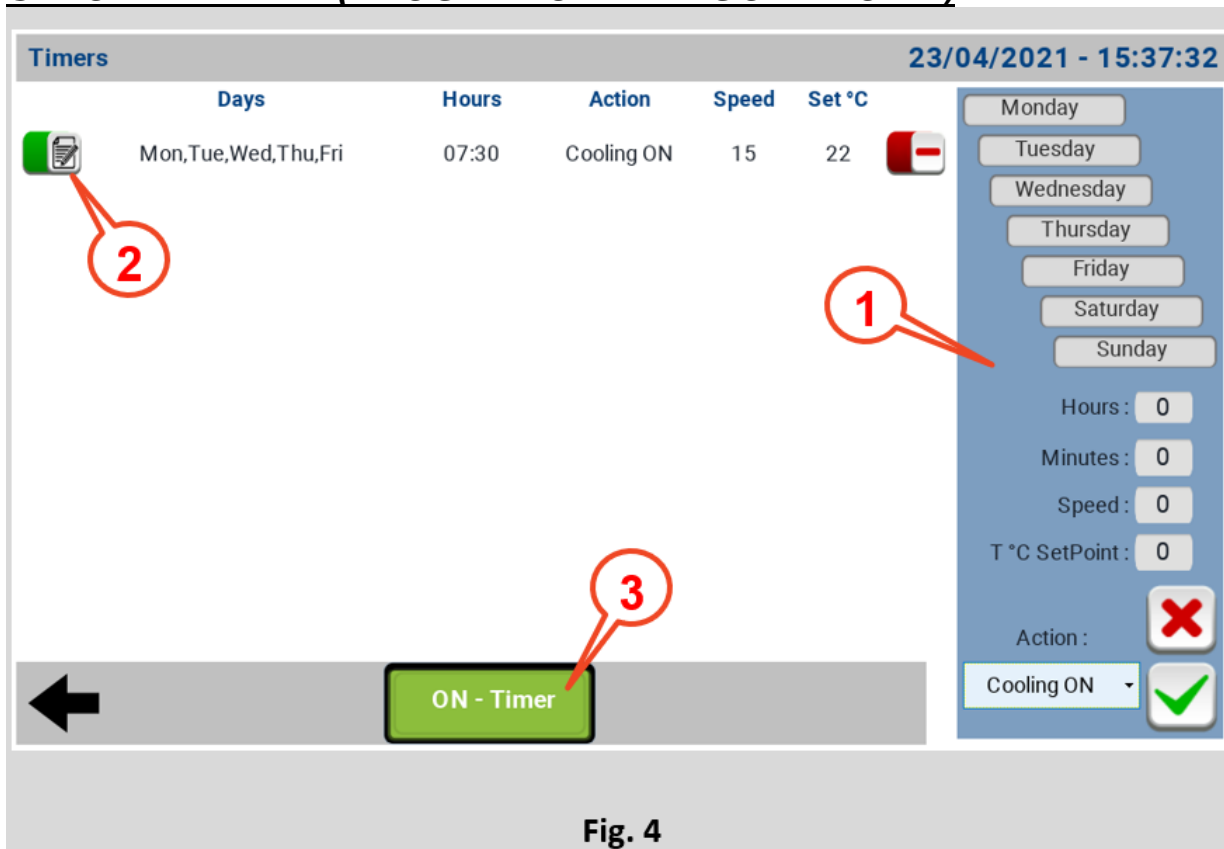 Timers
23/04/2021 - 15:37:32
Days Hours Action Speed Set °C
Mon,Tue,Wed,Thu,Fri 07:30 Cooling ON 15 22
2
1
3
Monday
Tuesday
Wednesday
Thursday
Friday
Saturday
Sunday
Hours : 0
Minutes : 0
Speed : 0
T °C SetPoint : 0
Action :
Cooling ON
ON - Timer
Fig. 4